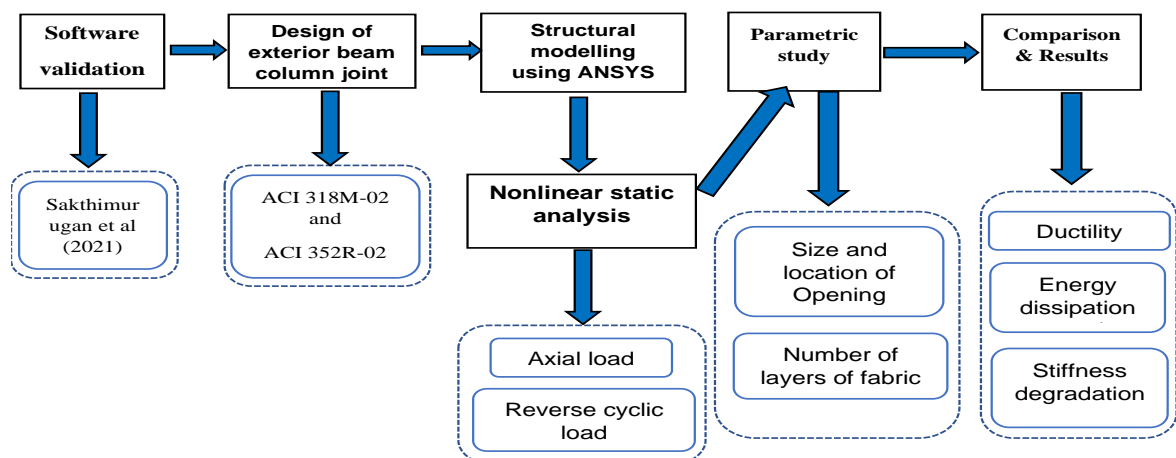 Software
validation
Design of
exterior beam
column joint
Structural
modelling
using ANSYS
Parametric
study
Comparison
& Results
Sakthimur
ugan et al
(2021)
ACI 318M-02
and
ACI 352R-02
Nonlinear static
analysis
Axial load
Reverse cyclic
load
Size and
location of
Opening
Number of
layers of fabric
Ductility
Energy
dissipation
Stiffness
degradation